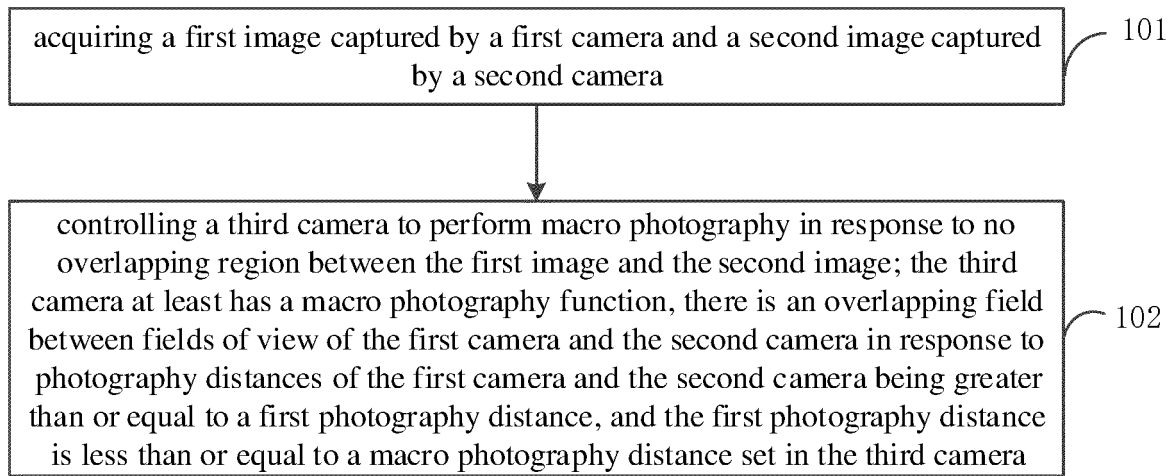 acquiring a first image captured by a first camera and a second image captured
by a second camera
101
controlling a third camera to perform macro photography in response to no
overlapping region between the first image and the second image; the third
camera at least has a macro photography function, there is an overlapping field
between fields of view of the first camera and the second camera in response to
photography distances of the first camera and the second camera being greater
than or equal to a first photography distance, and the first photography distance
is less than or equal to a macro photography distance set in the third camera
102